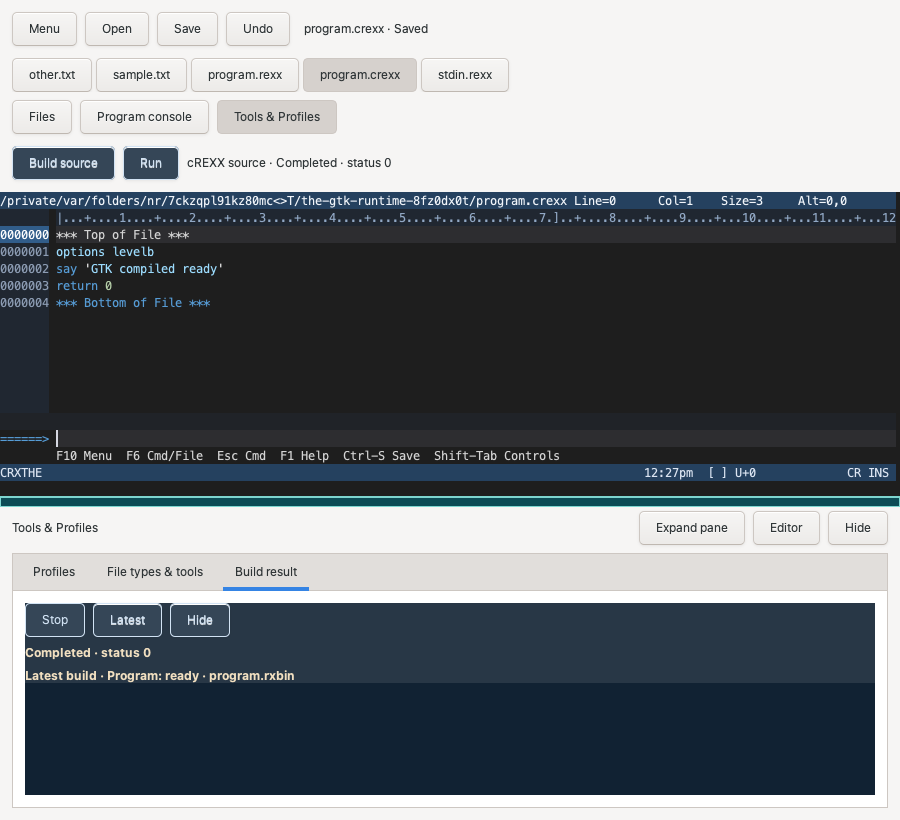 Menu Open Save Undo program.crexx · Saved
other.txt sample.txt program.rexx program.crexx stdin.rexx
Files Program console Tools & Profiles
Build source Run cREXX source · Completed · status 0
/private/var/folders/nr/7ckzqpl91kz80mc<>T/the-gtk-runtime-8fz0dx0t/program.crexx Line=0 Col=1 Size=3 Alt=0,0
|...+....1....+....2....+....3....+....4....+....5....+....6....+....7.]..+....8....+....9....+...10....+...11....+...12
0000000 *** Top of File ***
0000001 options levelb
0000002 say 'GTK compiled ready'
0000003 return 0
0000004 *** Bottom of File ***
======>
F10 Menu F6 Cmd/File Esc Cmd F1 Help Ctrl-S Save Shift-Tab Controls
CRXTHE 12:27pm [ ] U+0 CR INS
Tools & Profiles Expand pane Editor Hide
Profiles File types & tools Build result
Stop Latest Hide
Completed · status 0
Latest build · Program: ready · program.rxbin